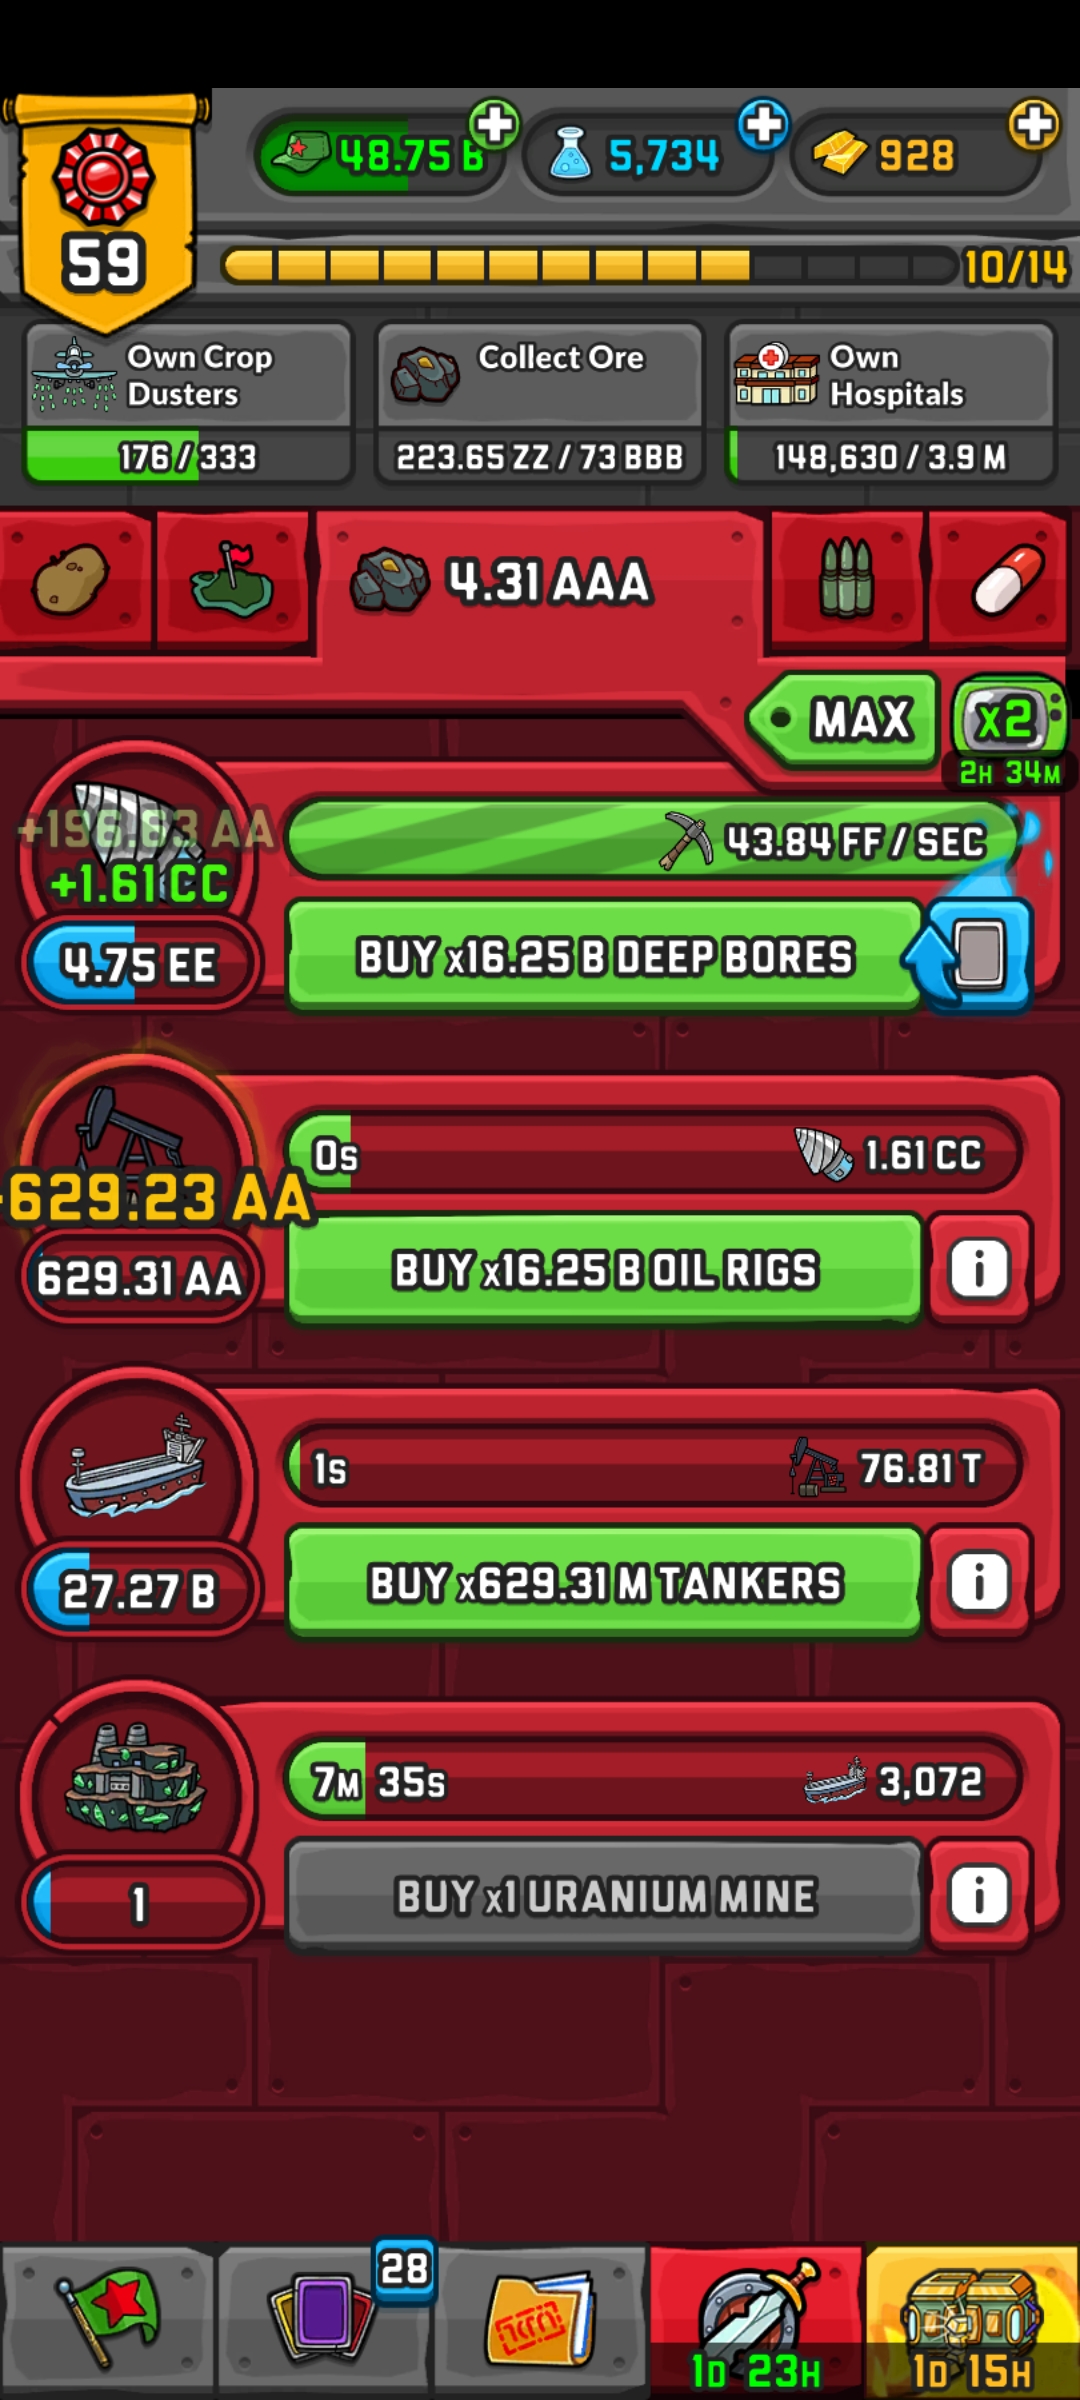 48.75 B
5,734
928
59
10/14
Own Crop
Dusters
176 / 333
Collect Ore
223.65 ZZ / 73 BBB
Own
Hospitals
148,630 / 3.9 M
4.31 AAA
MAX
x2
2H 34M
+196.63 AA
+1.61 CC
4.75 EE
43.84 FF / SEC
BUY x16.25 B DEEP BORES
629.23 AA
629.31 AA
0s
1.61 CC
BUY x16.25 B OIL RIGS
i
1s
76.81 T
27.27 B
BUY x629.31 M TANKERS
i
7M 35s
3,072
1
BUY x1 URANIUM MINE
i
28
1D 23H
1D 15H